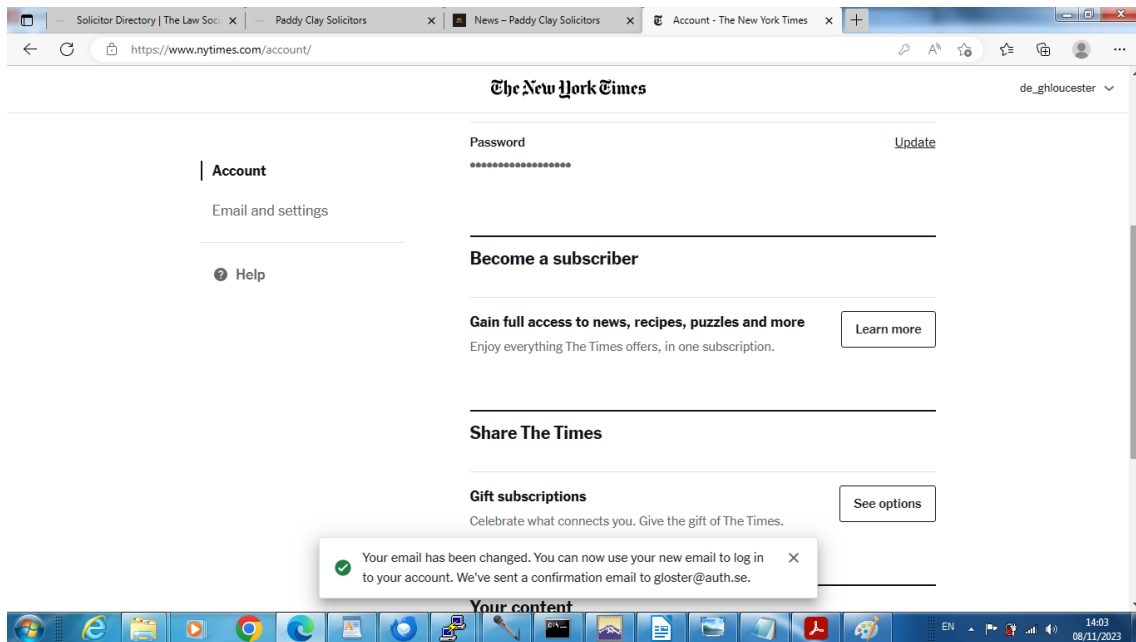 Solicitor Directory | The Law Soci
Paddy Clay Solicitors
News – Paddy Clay Solicitors
Account - The New York Times
https://www.nytimes.com/account/
The New York Times
de_ghloucester
Password
Update
Account
Email and settings
Help
Become a subscriber
Gain full access to news, recipes, puzzles and more
Learn more
Enjoy everything The Times offers, in one subscription.
Share The Times
Gift subscriptions
See options
Celebrate what connects you. Give the gift of The Times.
Your email has been changed. You can now use your new email to log in
to your account. We've sent a confirmation email to gloster@auth.se.
Your content
EN
14:03
08/11/2023